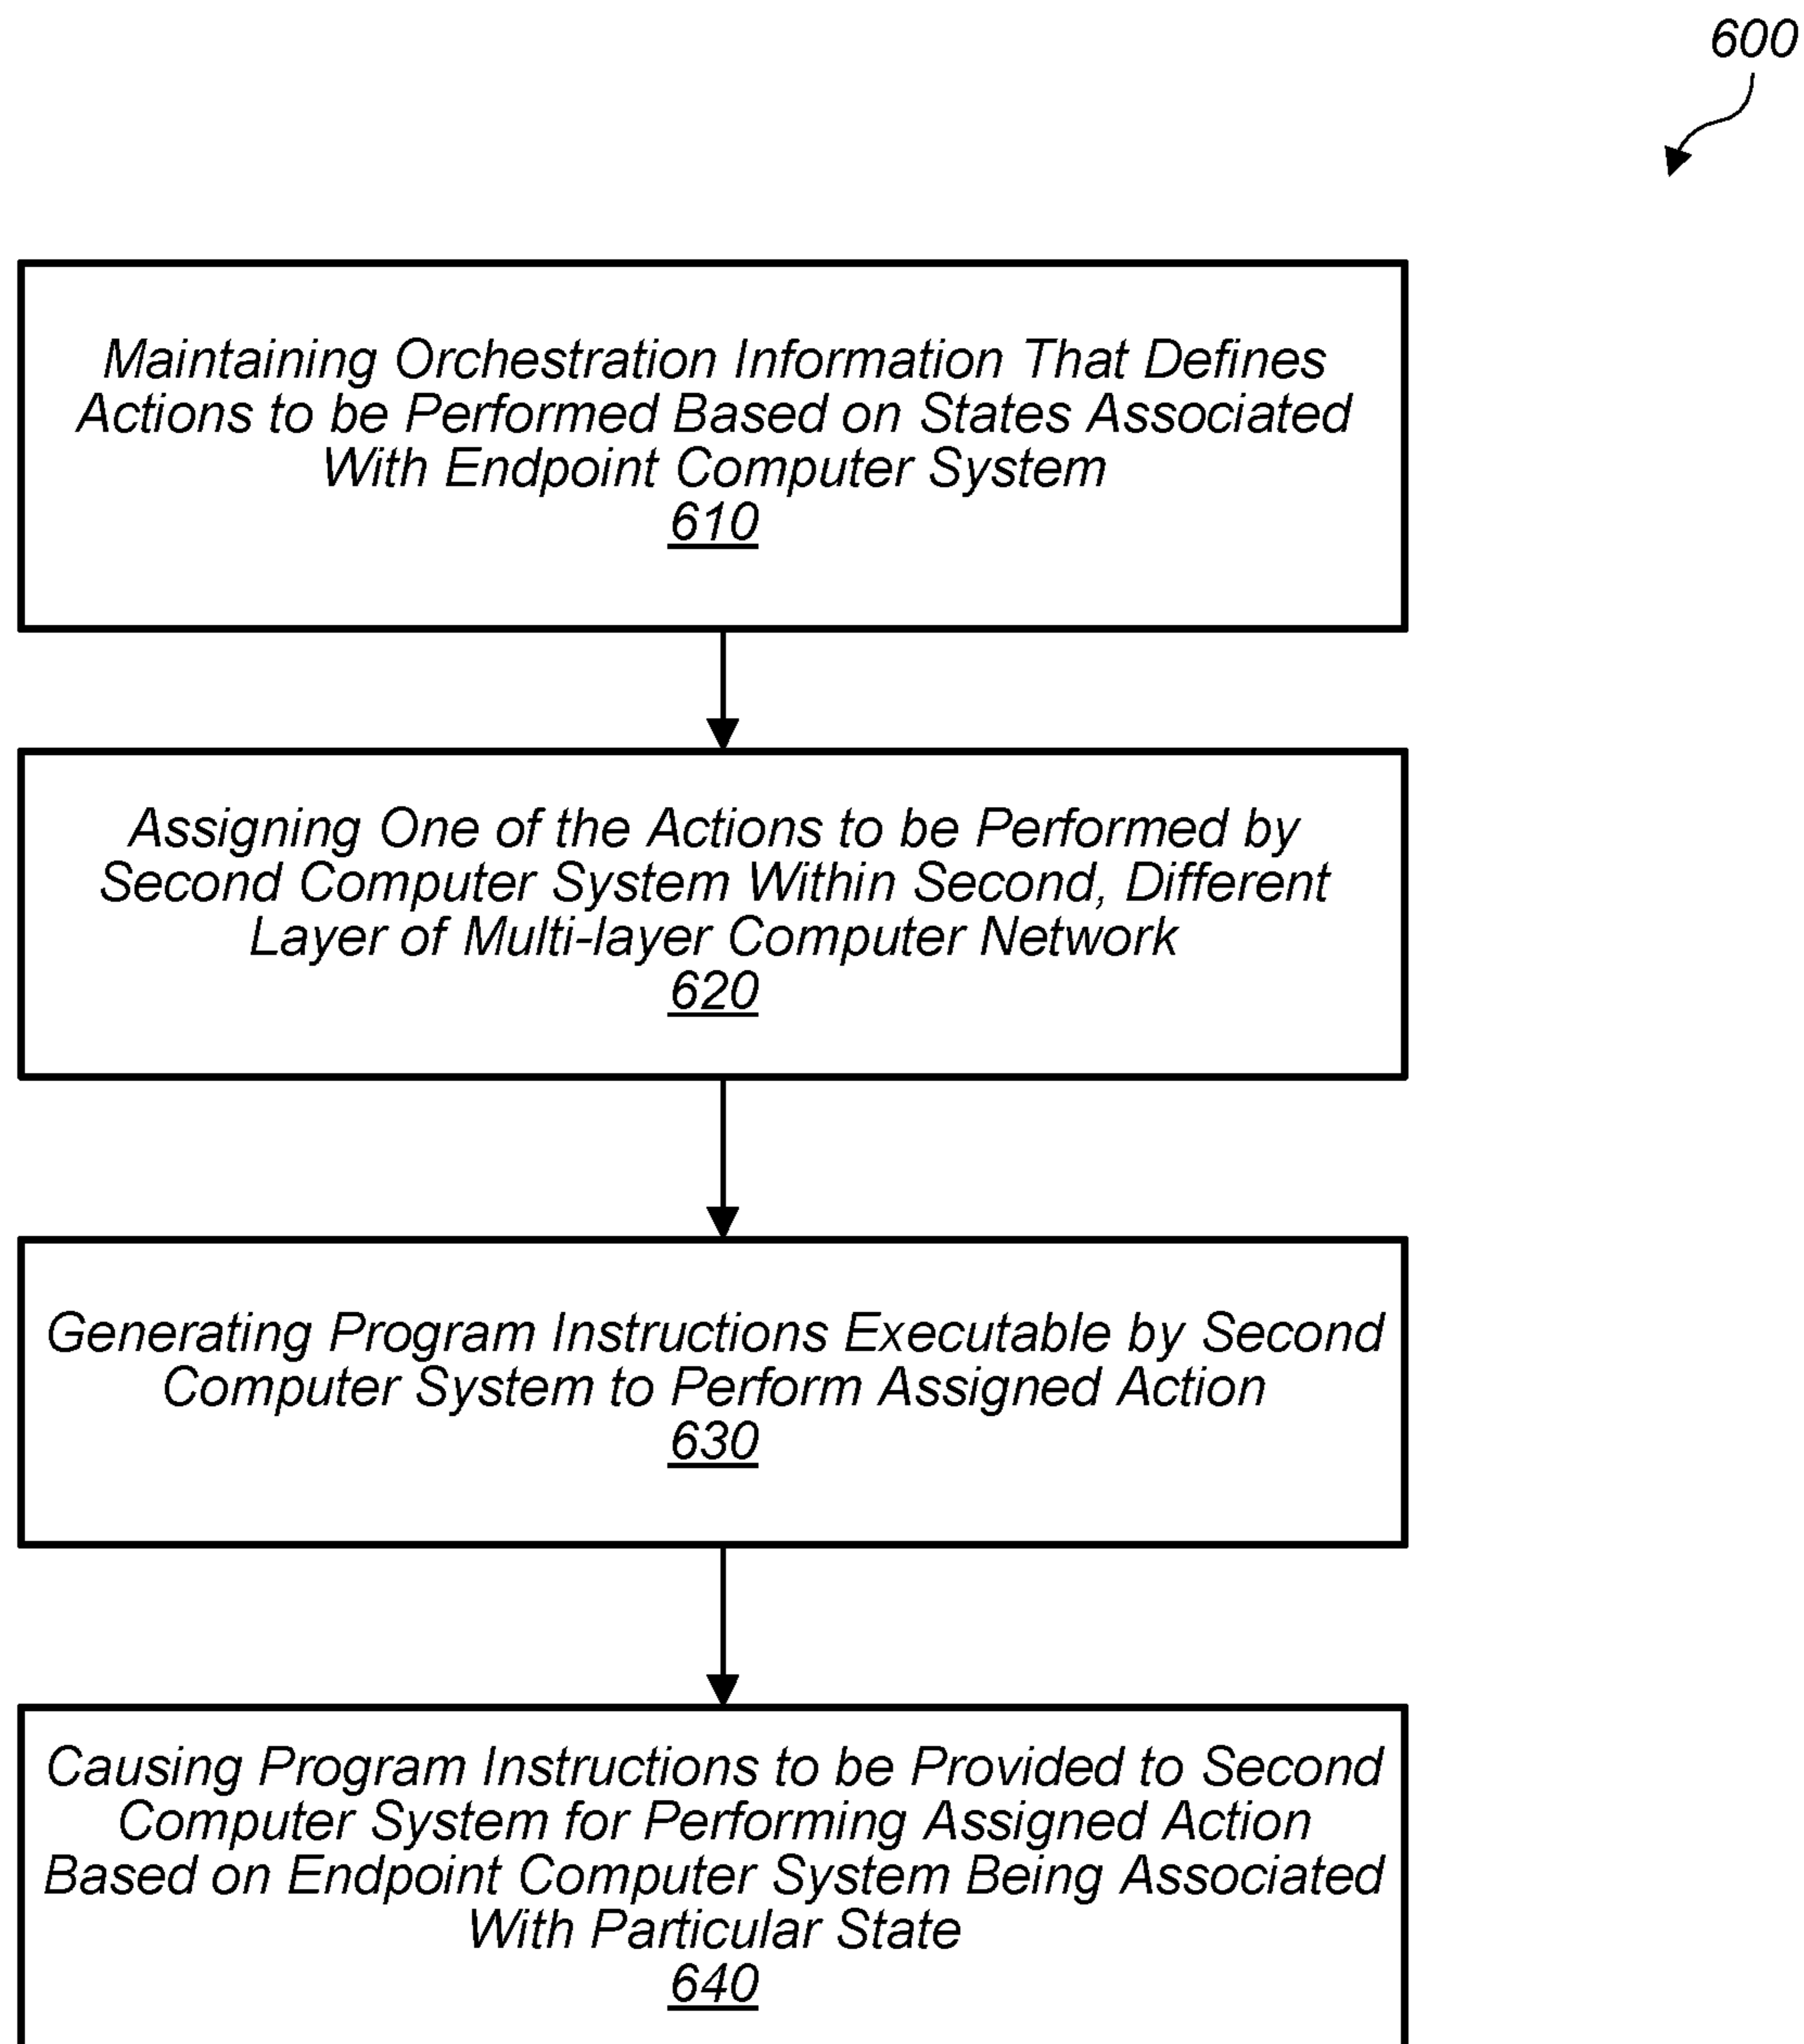 600
Maintaining Orchestration Information That Defines
Actions to be Performed Based on States Associated
With Endpoint Computer System
610
Assigning One of the Actions to be Performed by
Second Computer System Within Second, Different
Layer of Multi-layer Computer Network
620
Generating Program Instructions Executable by Second
Computer System to Perform Assigned Action
630
Causing Program Instructions to be Provided to Second
Computer System for Performing Assigned Action
Based on Endpoint Computer System Being Associated
With Particular State
640